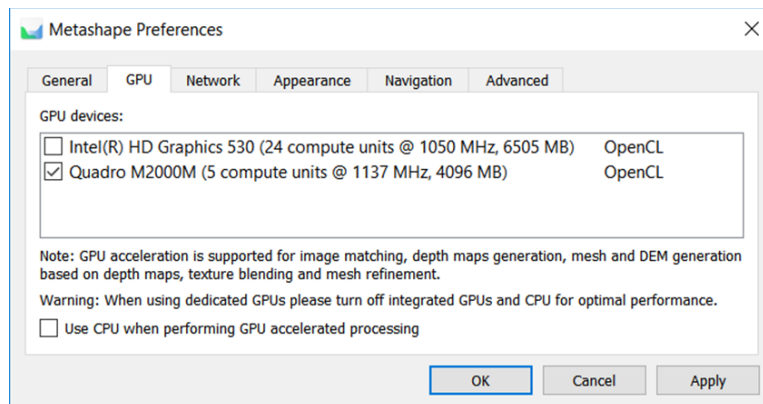 Metashape Preferences
General GPU Network Appearance Navigation Advanced
GPU devices:
Intel(R) HD Graphics 530 (24 compute units @ 1050 MHz, 6505 MB) OpenCL
Quadro M2000M (5 compute units @ 1137 MHz, 4096 MB) OpenCL
Note: GPU acceleration is supported for image matching, depth maps generation, mesh and DEM generation
based on depth maps, texture blending and mesh refinement.
Warning: When using dedicated GPUs please turn off integrated GPUs and CPU for optimal performance.
Use CPU when performing GPU accelerated processing
OK Cancel Apply